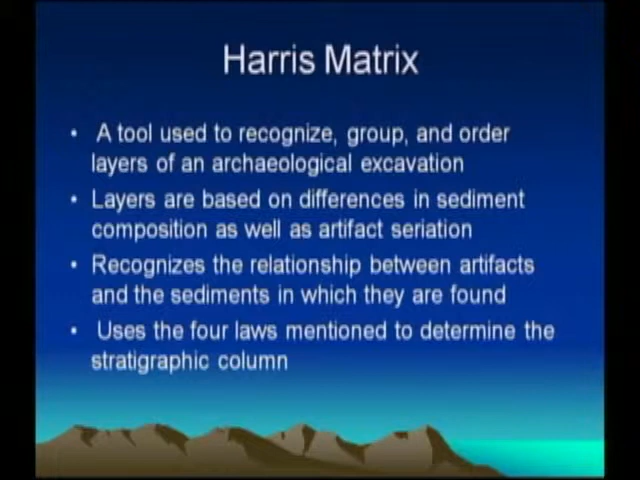 Harris Matrix
• A tool used to recognize, group, and order
layers of an archaeological excavation
• Layers are based on differences in sediment
composition as well as artifact seriation
• Recognizes the relationship between artifacts
and the sediments in which they are found
• Uses the four laws mentioned to determine the
stratigraphic column